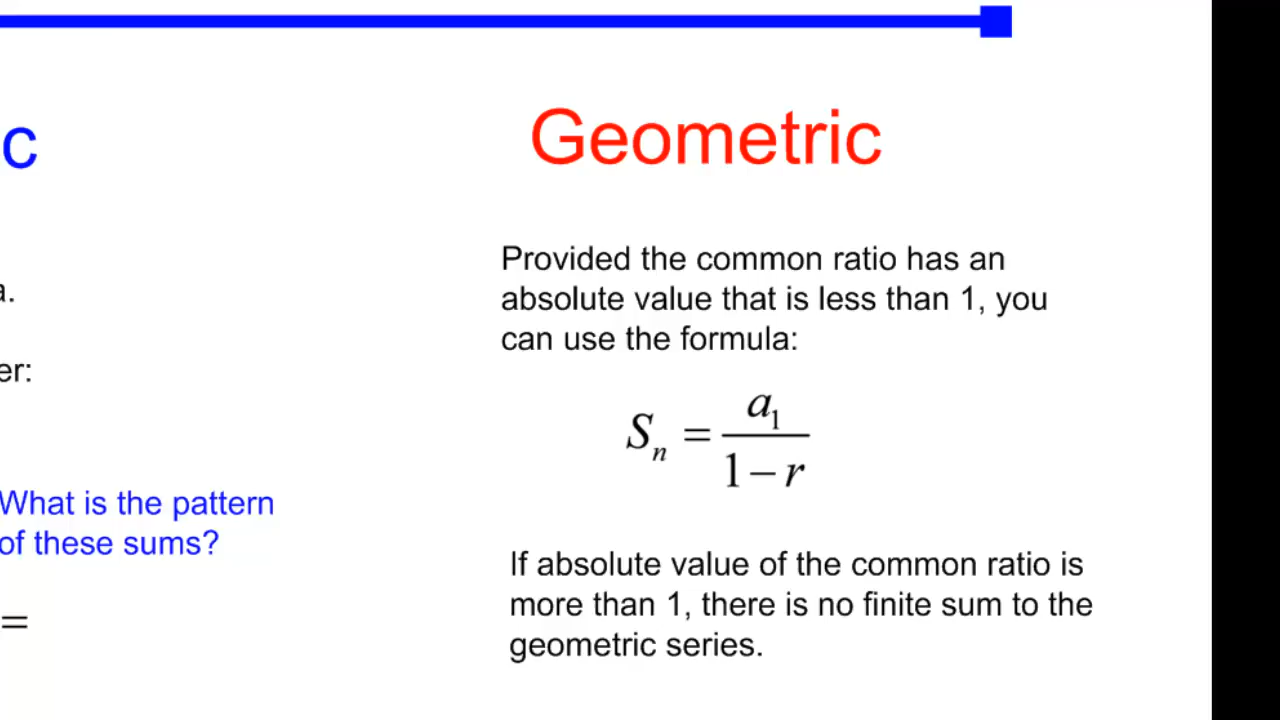 c
Geometric
a.
er:
What is the pattern
of these sums?
=
Provided the common ratio has an
absolute value that is less than 1, you
can use the formula:
Sₙ = a₁ / (1 − r)
If absolute value of the common ratio is
more than 1, there is no finite sum to the
geometric series.